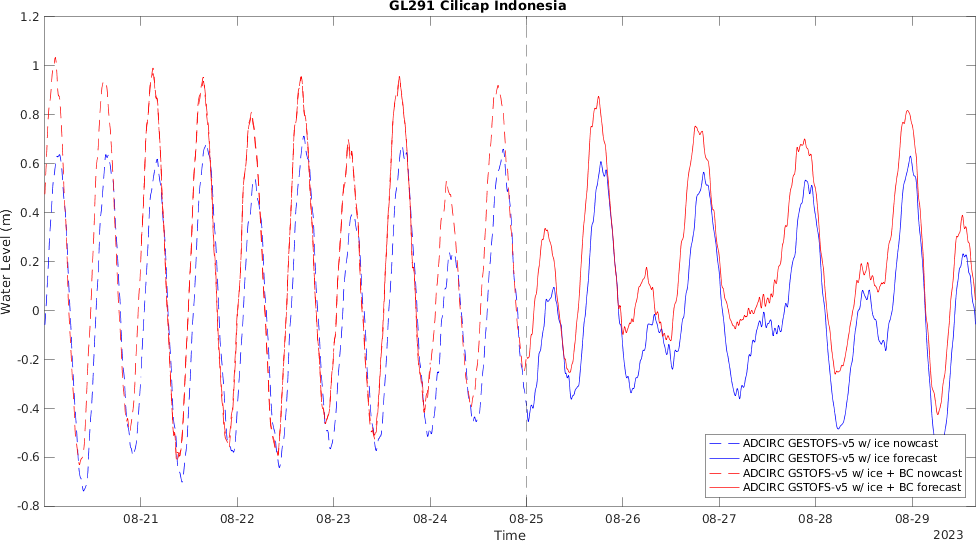 GL291 Cilicap Indonesia
1.2
1
0.8
0.6
0.4
0.2
0
-0.2
-0.4
-0.6
-0.8
Water Level (m)
08-21 08-22 08-23 08-24 08-25 08-26 08-27 08-28 08-29
Time
2023
ADCIRC GESTOFS-v5 w/ ice nowcast
ADCIRC GESTOFS-v5 w/ ice forecast
ADCIRC GSTOFS-v5 w/ ice + BC nowcast
ADCIRC GSTOFS-v5 w/ ice + BC forecast